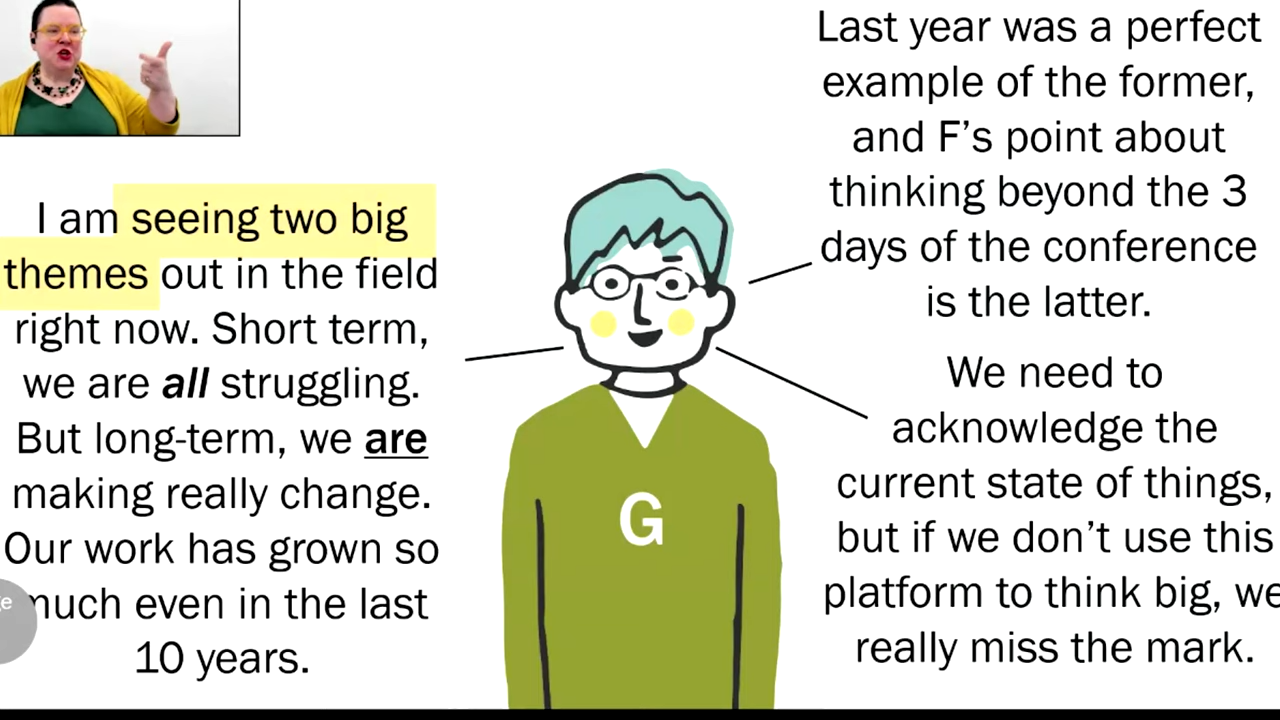 I am seeing two big
themes out in the field
right now. Short term,
we are all struggling.
But long-term, we are
making really change.
Our work has grown so
much even in the last
10 years.
G
Last year was a perfect
example of the former,
and F’s point about
thinking beyond the 3
days of the conference
is the latter.
We need to
acknowledge the
current state of things,
but if we don’t use this
platform to think big, we
really miss the mark.